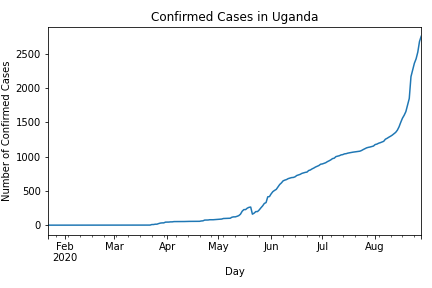 Confirmed Cases in Uganda
Number of Confirmed Cases
2500
2000
1500
1000
500
0
Feb Mar Apr May Jun Jul Aug
2020
Day